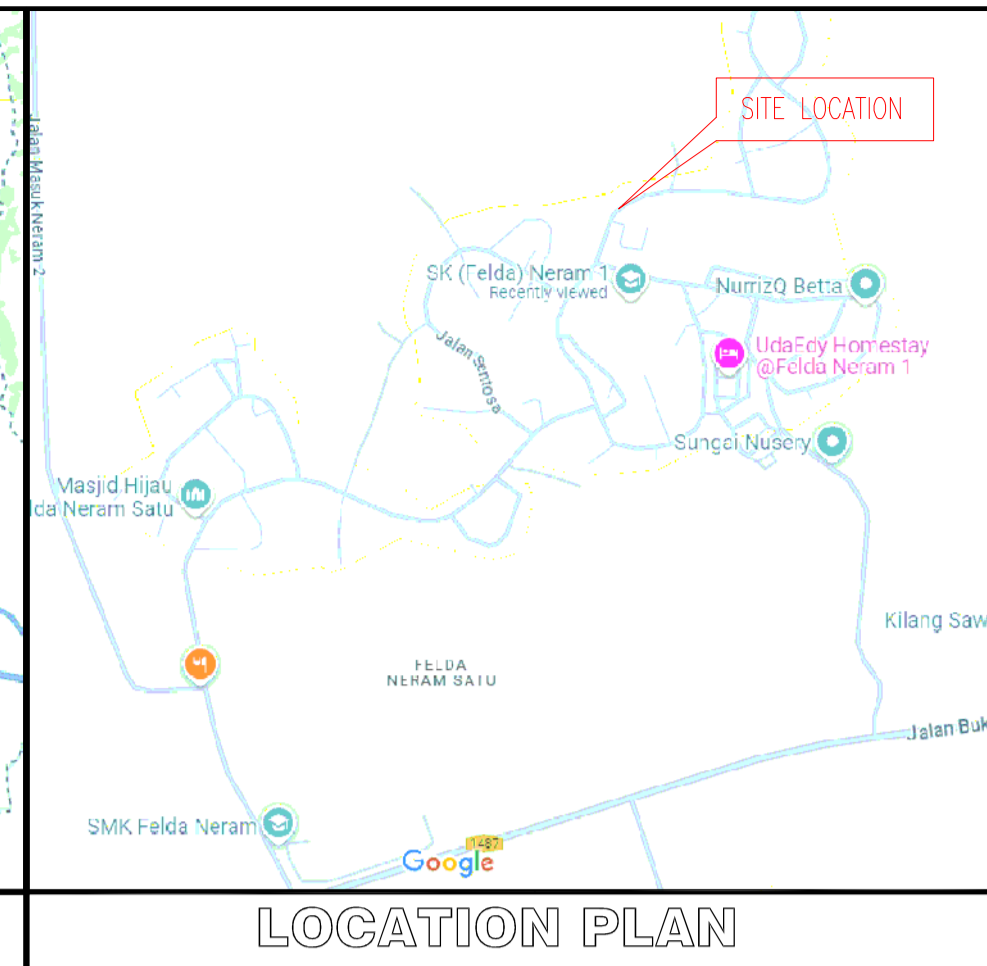 SITE LOCATION
Jalan Masuk Neram 2
SK (Felda) Neram 1
Recently viewed
NurrizQ Betta
UdaEdy Homestay
@Felda Neram 1
Jalan Sentosa
Sungai Nusery
Masjid Hijau
lda Neram Satu
Kilang Saw
FELDA
NERAM SATU
Jalan Buk
SMK Felda Neram
1487
Google
LOCATION PLAN